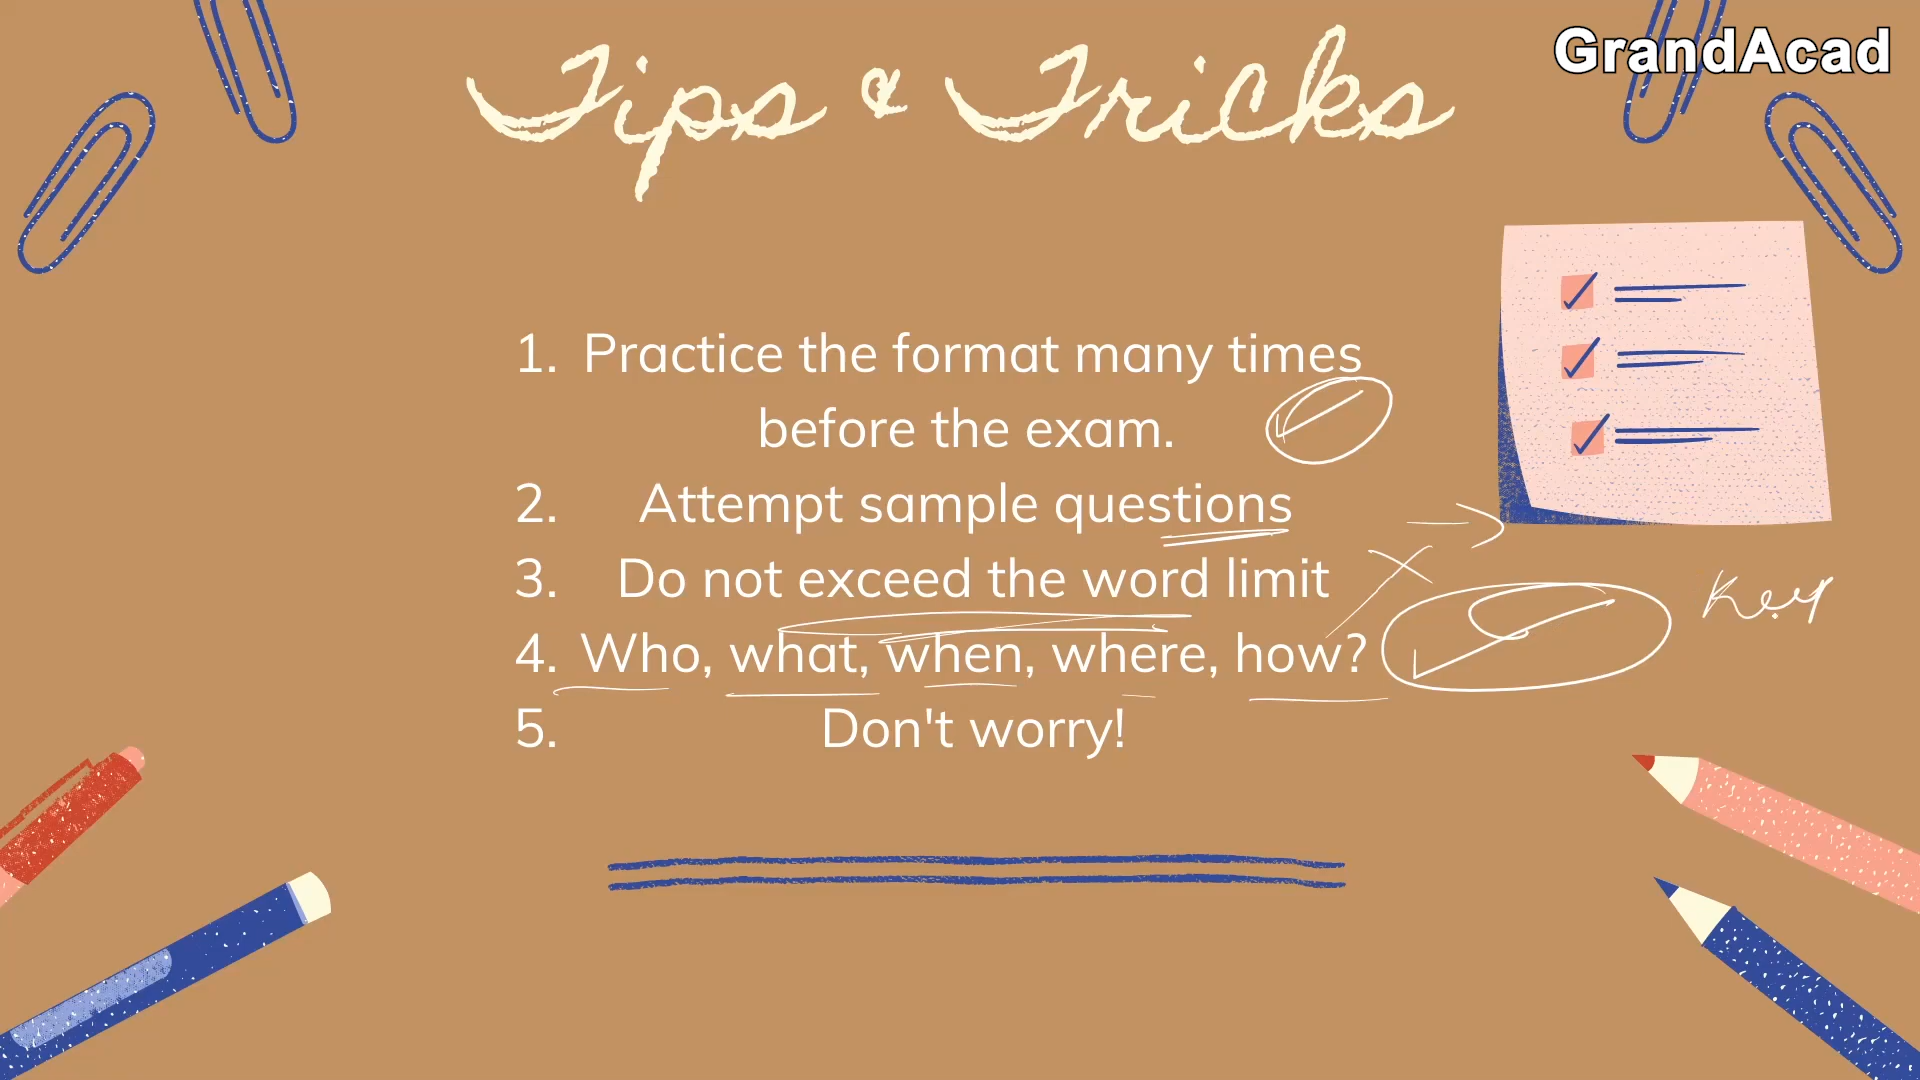 Tips & Tricks
GrandAcad
1. Practice the format many times
before the exam.
2. Attempt sample questions
3. Do not exceed the word limit
4. Who, what, when, where, how?
Key
5. Don't worry!